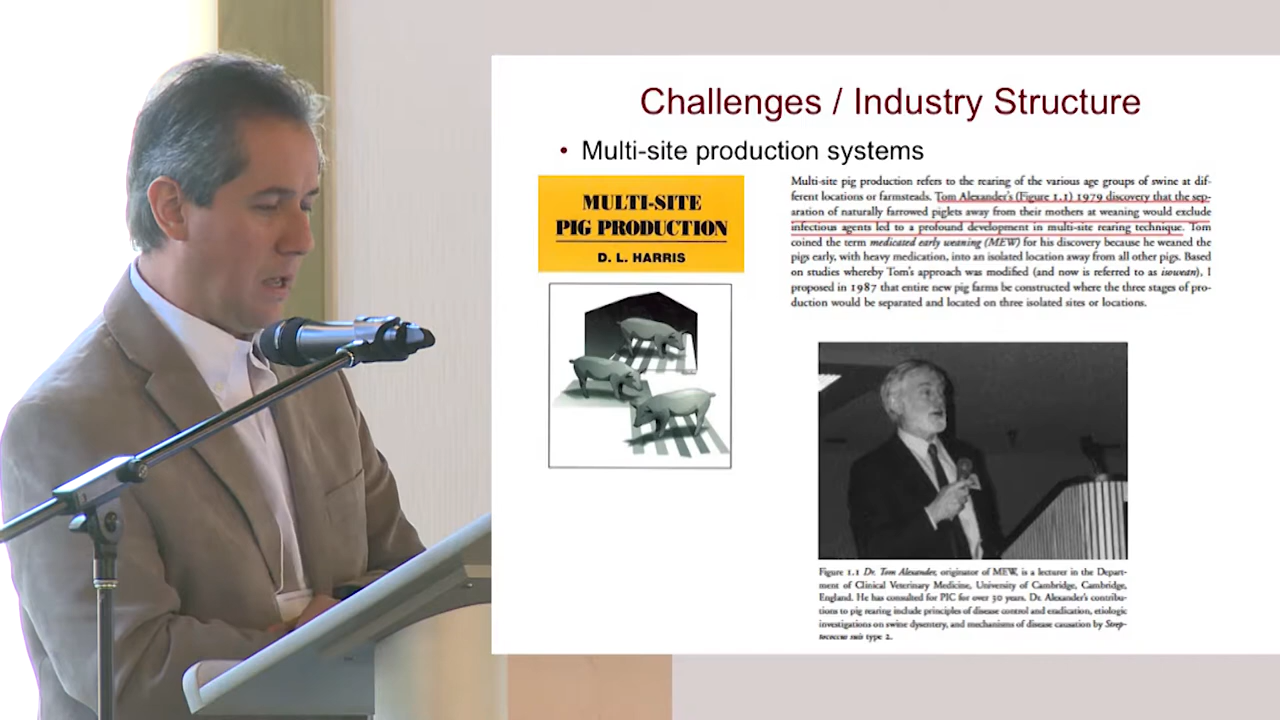 Challenges / Industry Structure
• Multi-site production systems
MULTI-SITE
PIG PRODUCTION
D. L. HARRIS
Multi-site pig production refers to the rearing of the various age groups of swine at dif-
ferent locations or farmsteads. Tom Alexander's (Figure 1.1) 1979 discovery that the sep-
aration of naturally farrowed piglets away from their mothers at weaning would exclude
infectious agents led to a profound development in multi-site rearing technique. Tom
coined the term medicated early weaning (MEW) for his discovery because he weaned the
pigs early, with heavy medication, into an isolated location away from all other pigs. Based
on studies whereby Tom's approach was modified (and now is referred to as isowean), I
proposed in 1987 that entire new pig farms be constructed where the three stages of pro-
duction would be separated and located on three isolated sites or locations.
Figure 1.1 Dr. Tom Alexander, originator of MEW, is a lecturer in the Depart-
ment of Clinical Veterinary Medicine, University of Cambridge, Cambridge,
England. He has consulted for PIC for over 30 years. Dr. Alexander's contribu-
tions to pig rearing include principles of disease control and eradication, etiologic
investigations on swine dysentery, and mechanisms of disease causation by Strep-
tococcus suis type 2.